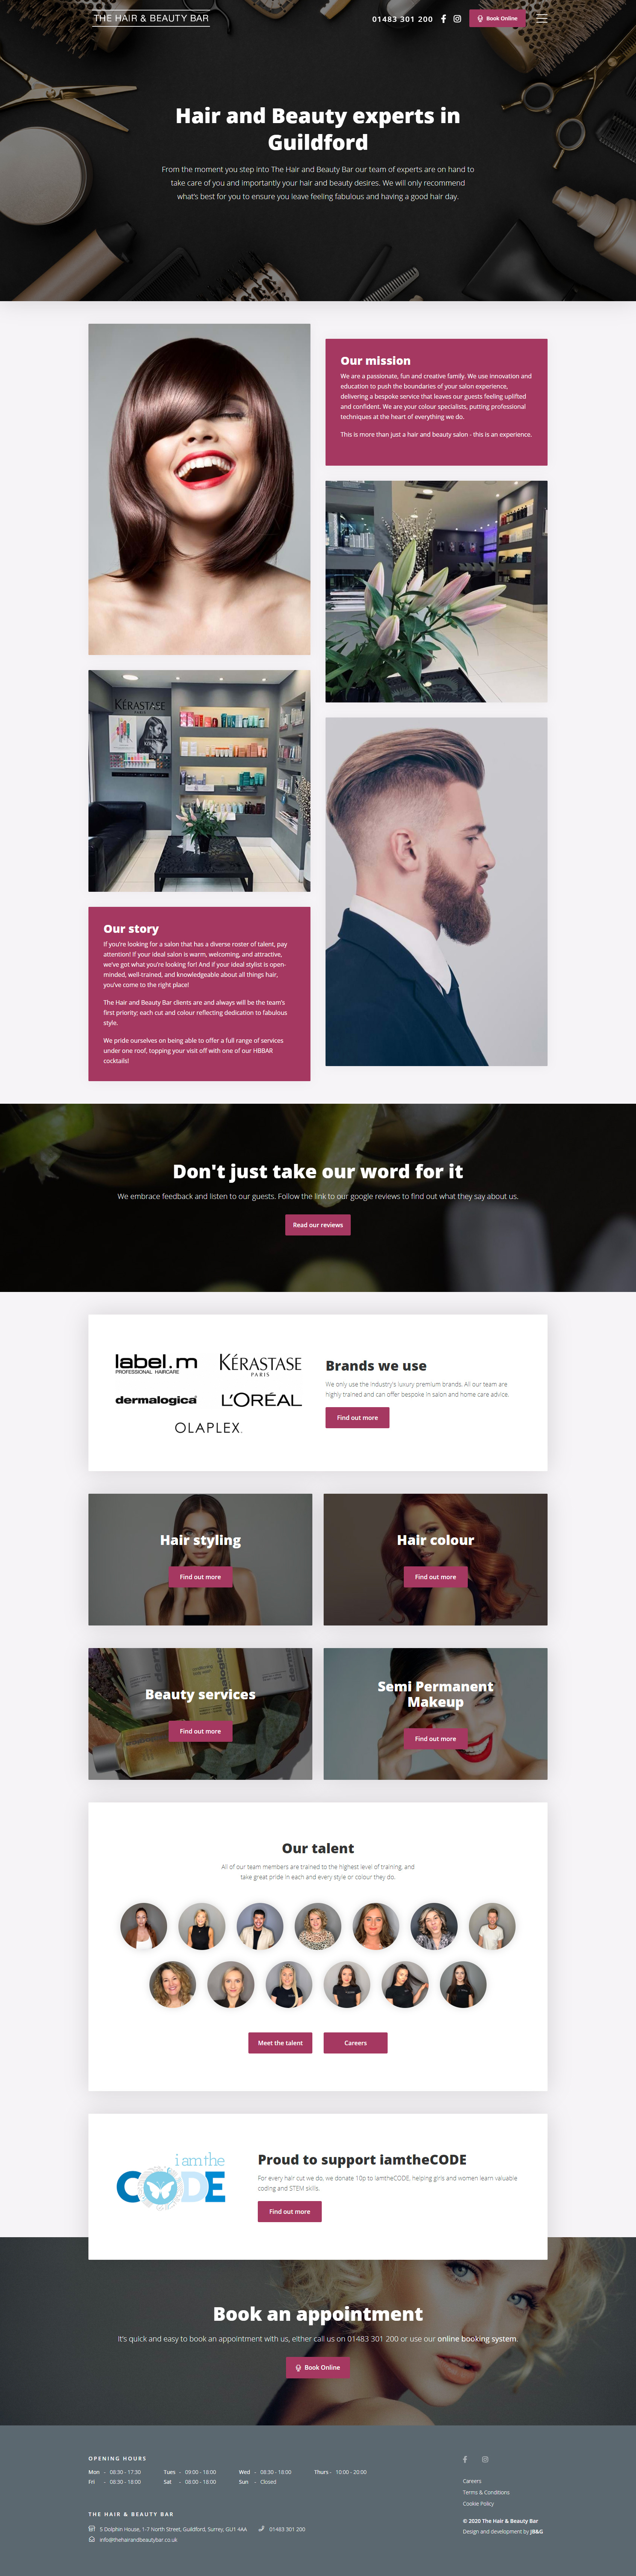 THE HAIR & BEAUTY BAR
01483 301 200
Book Online
Hair and Beauty experts in
Guildford
From the moment you step into The Hair and Beauty Bar our team of experts are on hand to
take care of you and importantly your hair and beauty desires. We will only recommend
what's best for you to ensure you leave feeling fabulous and having a good hair day.
Our mission
We are a passionate, fun and creative family. We use innovation and
education to push the boundaries of your salon experience,
delivering a bespoke service that leaves our guests feeling uplifted
and confident. We are your colour specialists, putting professional
techniques at the heart of everything we do.
This is more than just a hair and beauty salon - this is an experience.
KÉRASTASE
PARIS
Our story
If you're looking for a salon that has a diverse roster of talent, pay
attention! If your ideal salon is warm, welcoming, and attractive,
we've got what you're looking for! And if your ideal stylist is open-
minded, well-trained, and knowledgeable about all things hair,
you've come to the right place!
The Hair and Beauty Bar clients are and always will be the team's
first priority; each cut and colour reflecting dedication to fabulous
style.
We pride ourselves on being able to offer a full range of services
under one roof, topping your visit off with one of our HBBAR
cocktails!
Don't just take our word for it
We embrace feedback and listen to our guests. Follow the link to our google reviews to find out what they say about us.
Read our reviews
label.m
PROFESSIONAL HAIRCARE
KÉRASTASE
PARIS
dermalogica
L'ORÉAL
OLAPLEX.
Brands we use
We only use the industry's luxury premium brands, All our team are
highly trained and can offer bespoke in salon and home care advice.
Find out more
Hair styling
Find out more
Hair colour
Find out more
Beauty services
Find out more
Semi Permanent
Makeup
Find out more
Our talent
All of our team members are trained to the highest level of training, and
take great pride in each and every style or colour they do.
Meet the talent
Careers
i am the
CODE
Proud to support iamtheCODE
For every hair cut we do, we donate 10p to IamtheCODE, helping girls and women learn valuable
coding and STEM skills.
Find out more
Book an appointment
It's quick and easy to book an appointment with us, either call us on 01483 301 200 or use our online booking system.
Book Online
OPENING HOURS
Mon - 08:30 - 17:30 Tues - 09:00 - 18:00 Wed - 08:30 - 18:00 Thurs - 10:00 - 20:00
Fri - 08:30 - 18:00 Sat - 08:00 - 18:00 Sun - Closed
THE HAIR & BEAUTY BAR
5 Dolphin House, 1-7 North Street, Guildford, Surrey, GU1 4AA 01483 301 200
info@thehairandbeautybar.co.uk
Careers
Terms & Conditions
Cookie Policy
© 2020 The Hair & Beauty Bar
Design and development by JB&G